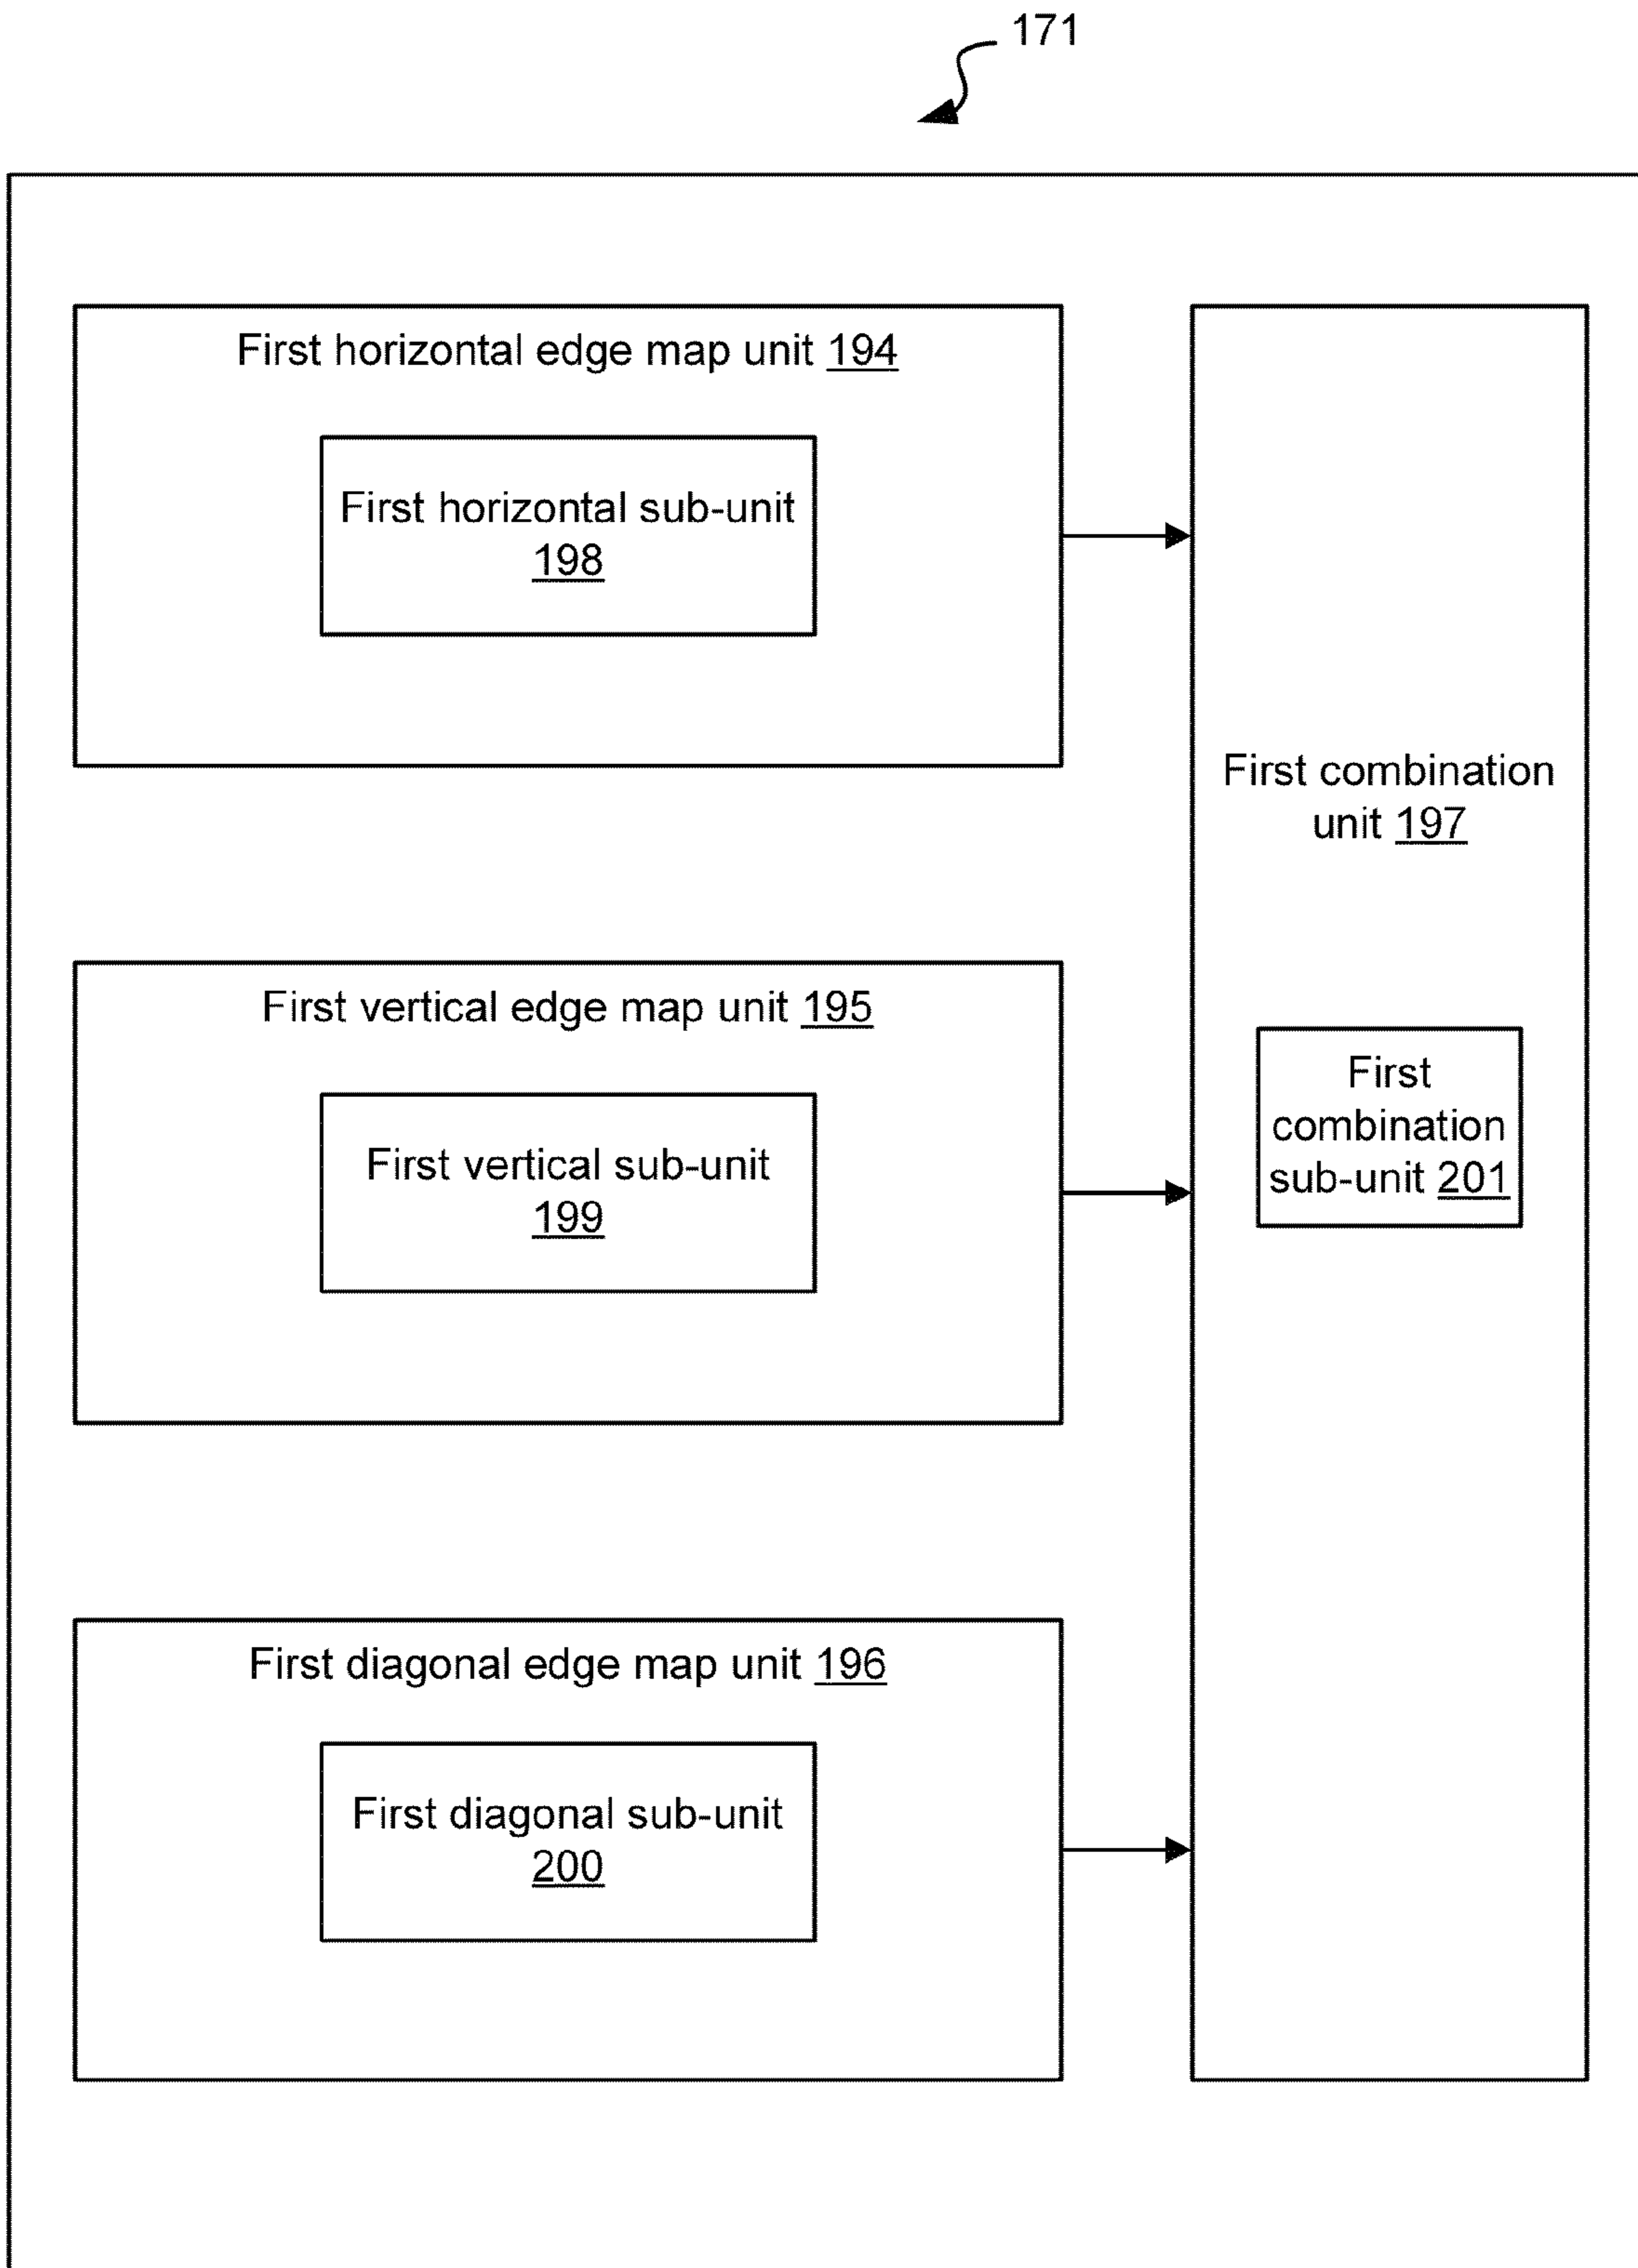 171
First horizontal edge map unit 194
First horizontal sub-unit
198
First combination
unit 197
First vertical edge map unit 195
First vertical sub-unit
199
First
combination
sub-unit 201
First diagonal edge map unit 196
First diagonal sub-unit
200